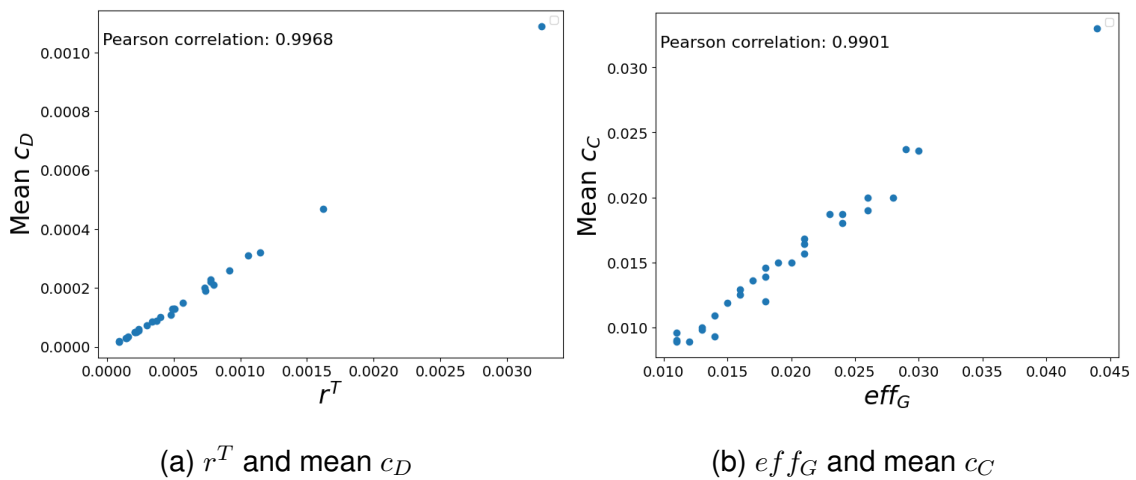 Pearson correlation: 0.9968
0.0010
0.0008
0.0006
0.0004
0.0002
0.0000
Mean c_D
0.0000 0.0005 0.0010 0.0015 0.0020 0.0025 0.0030
r^T
(a) r^T and mean c_D
Pearson correlation: 0.9901
0.030
0.025
0.020
0.015
0.010
Mean c_C
0.010 0.015 0.020 0.025 0.030 0.035 0.040 0.045
eff_G
(b) eff_G and mean c_C